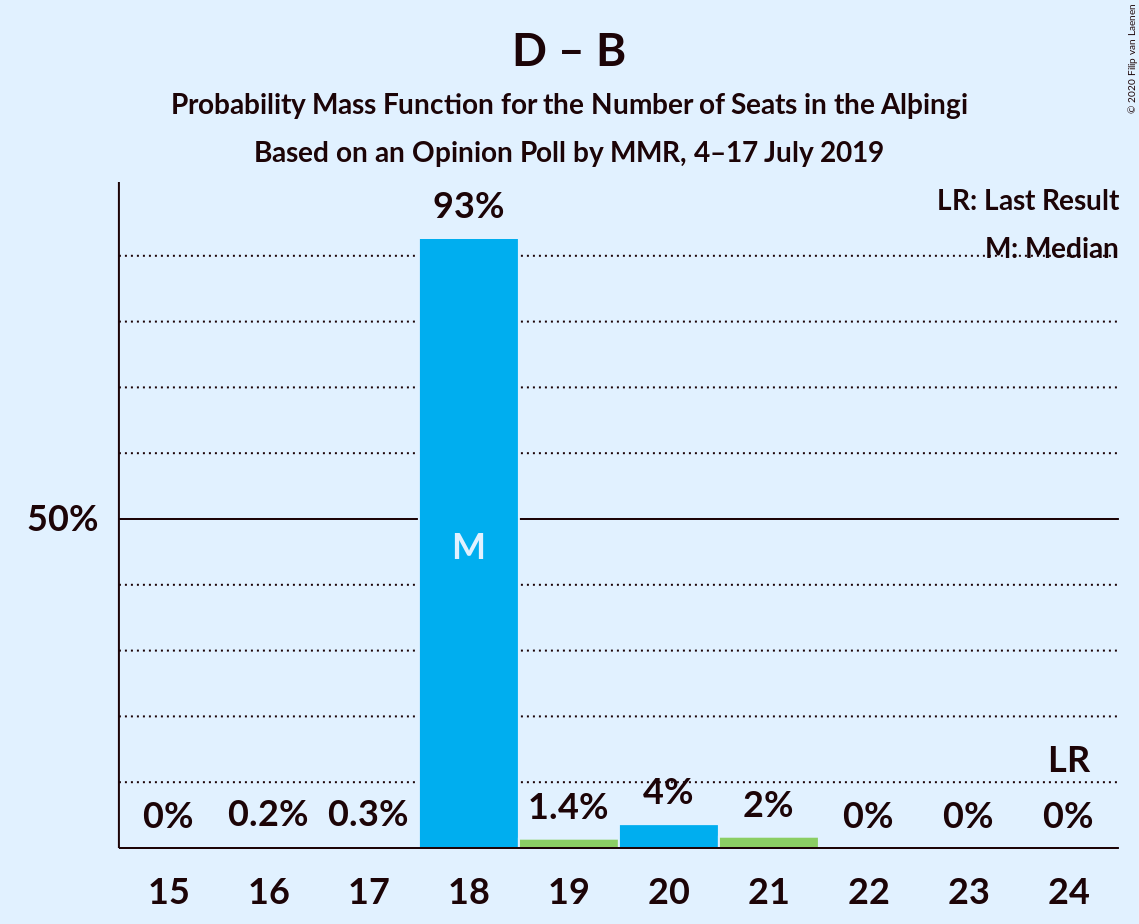 D – B
Probability Mass Function for the Number of Seats in the Alþingi
Based on an Opinion Poll by MMR, 4–17 July 2019
© 2020 Filip van Laenen
LR: Last Result
M: Median
93%
50%
M
LR
0% 0.2% 0.3% 1.4% 4% 2% 0% 0% 0%
15 16 17 18 19 20 21 22 23 24